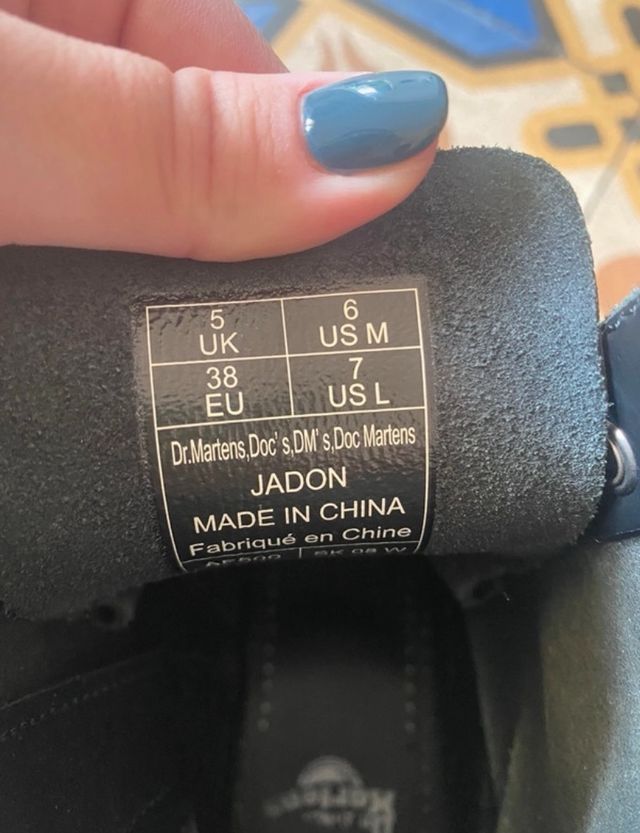 5 6
UK US M
38 7
EU US L
Dr.Martens,Doc's,DM's,Doc Martens
JADON
MADE IN CHINA
Fabriqué en Chine